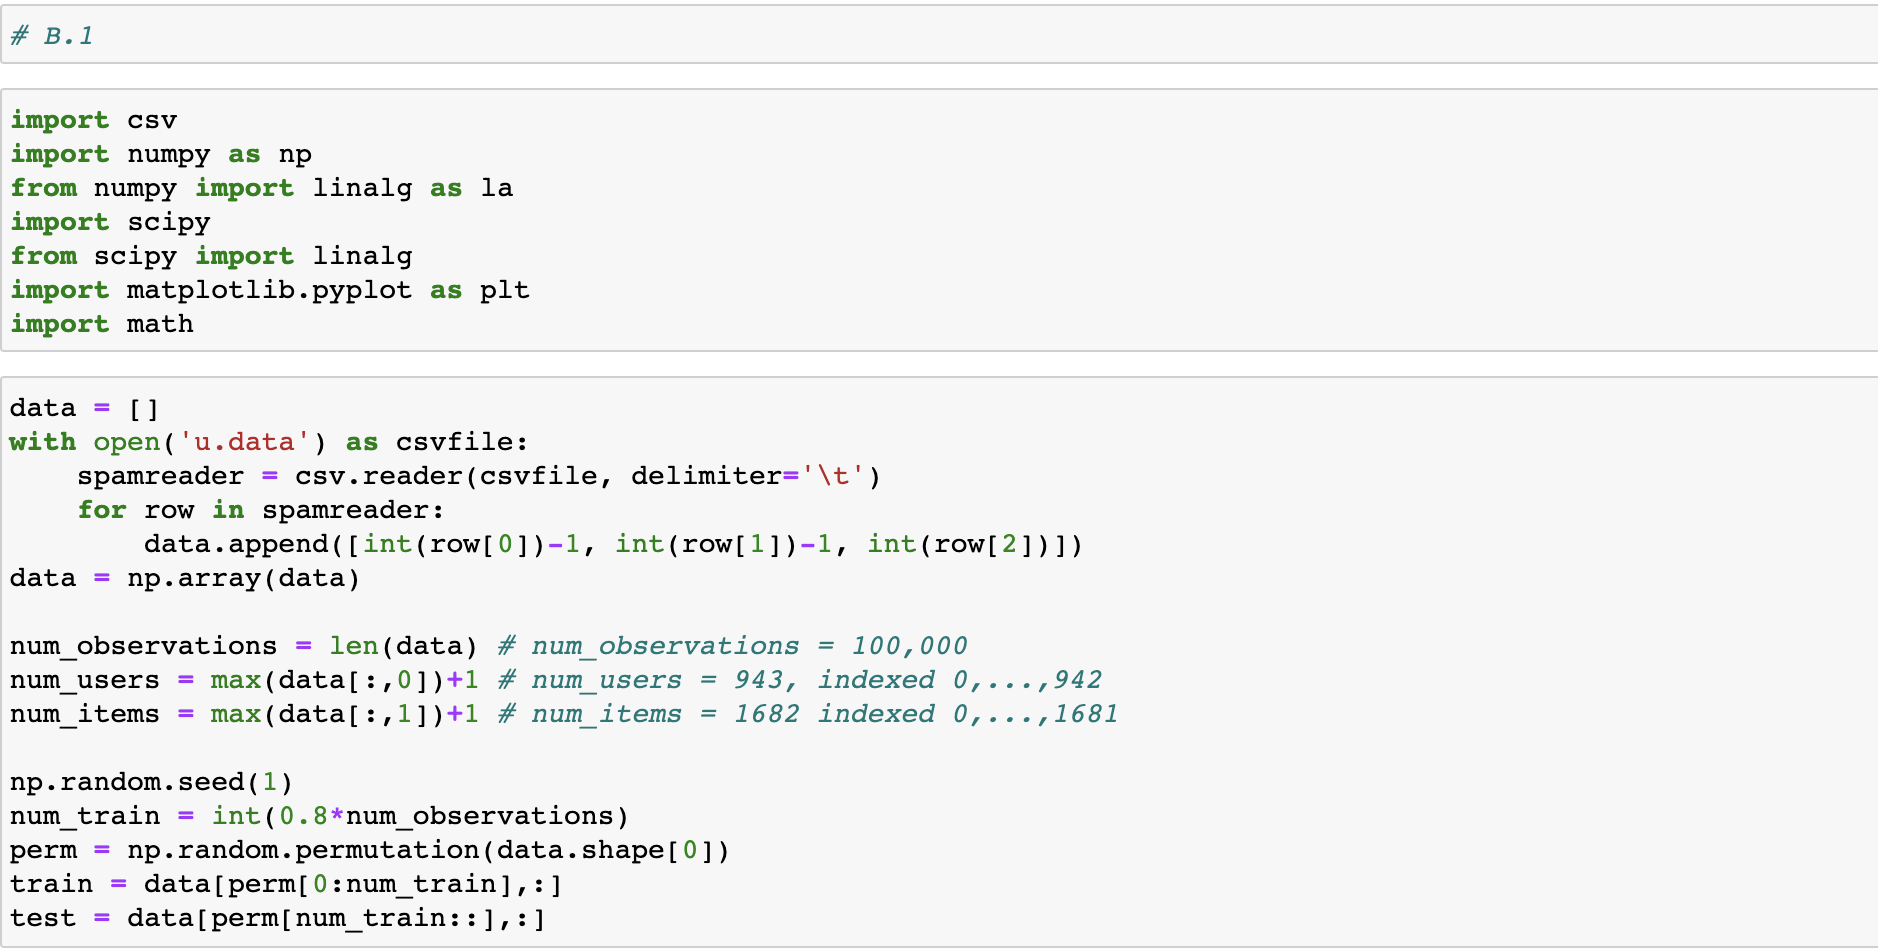 # B.1
import csv
import numpy as np
from numpy import linalg as la
import scipy
from scipy import linalg
import matplotlib.pyplot as plt
import math
data = []
with open('u.data') as csvfile:
    spamreader = csv.reader(csvfile, delimiter='\t')
    for row in spamreader:
        data.append([int(row[0])-1, int(row[1])-1, int(row[2])])
data = np.array(data)
num_observations = len(data) # num_observations = 100,000
num_users = max(data[:,0])+1 # num_users = 943, indexed 0,...,942
num_items = max(data[:,1])+1 # num_items = 1682 indexed 0,...,1681
np.random.seed(1)
num_train = int(0.8*num_observations)
perm = np.random.permutation(data.shape[0])
train = data[perm[0:num_train],:]
test = data[perm[num_train::],:]